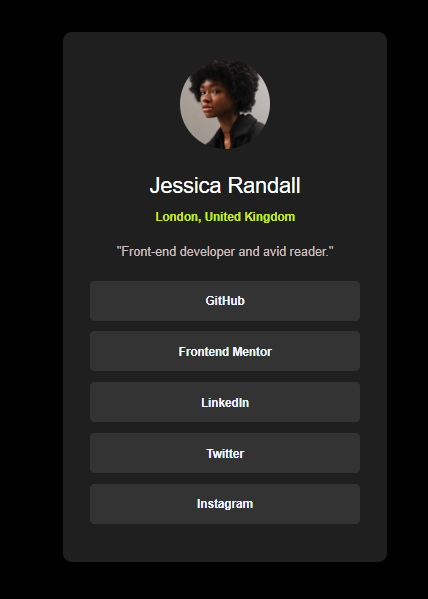 Jessica Randall
London, United Kingdom
"Front-end developer and avid reader."
GitHub
Frontend Mentor
LinkedIn
Twitter
Instagram